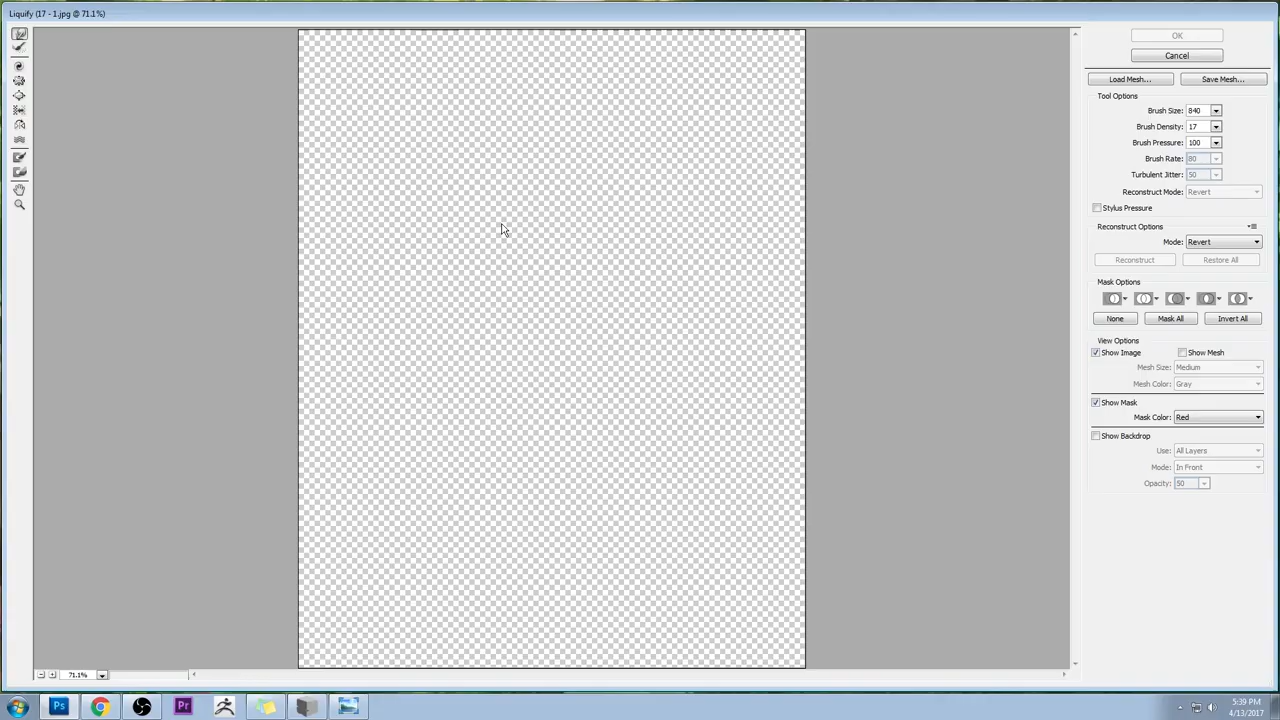 Liquify (17 - 1.jpg @ 71.1%)
OK
Cancel
Load Mesh... Save Mesh...
Tool Options
Brush Size: 840
Brush Density: 17
Brush Pressure: 100
Brush Rate: 80
Turbulent Jitter: 50
Reconstruct Mode: Revert
Stylus Pressure
Reconstruct Options
Mode: Revert
Reconstruct Restore All
Mask Options
None Mask All Invert All
View Options
Show Image Show Mesh
Mesh Size: Medium
Mesh Color: Gray
Show Mask
Mask Color: Red
Show Backdrop
Use: All Layers
Mode: In Front
Opacity: 50
71.1%
Ps Pr
5:39 PM
4/13/2017